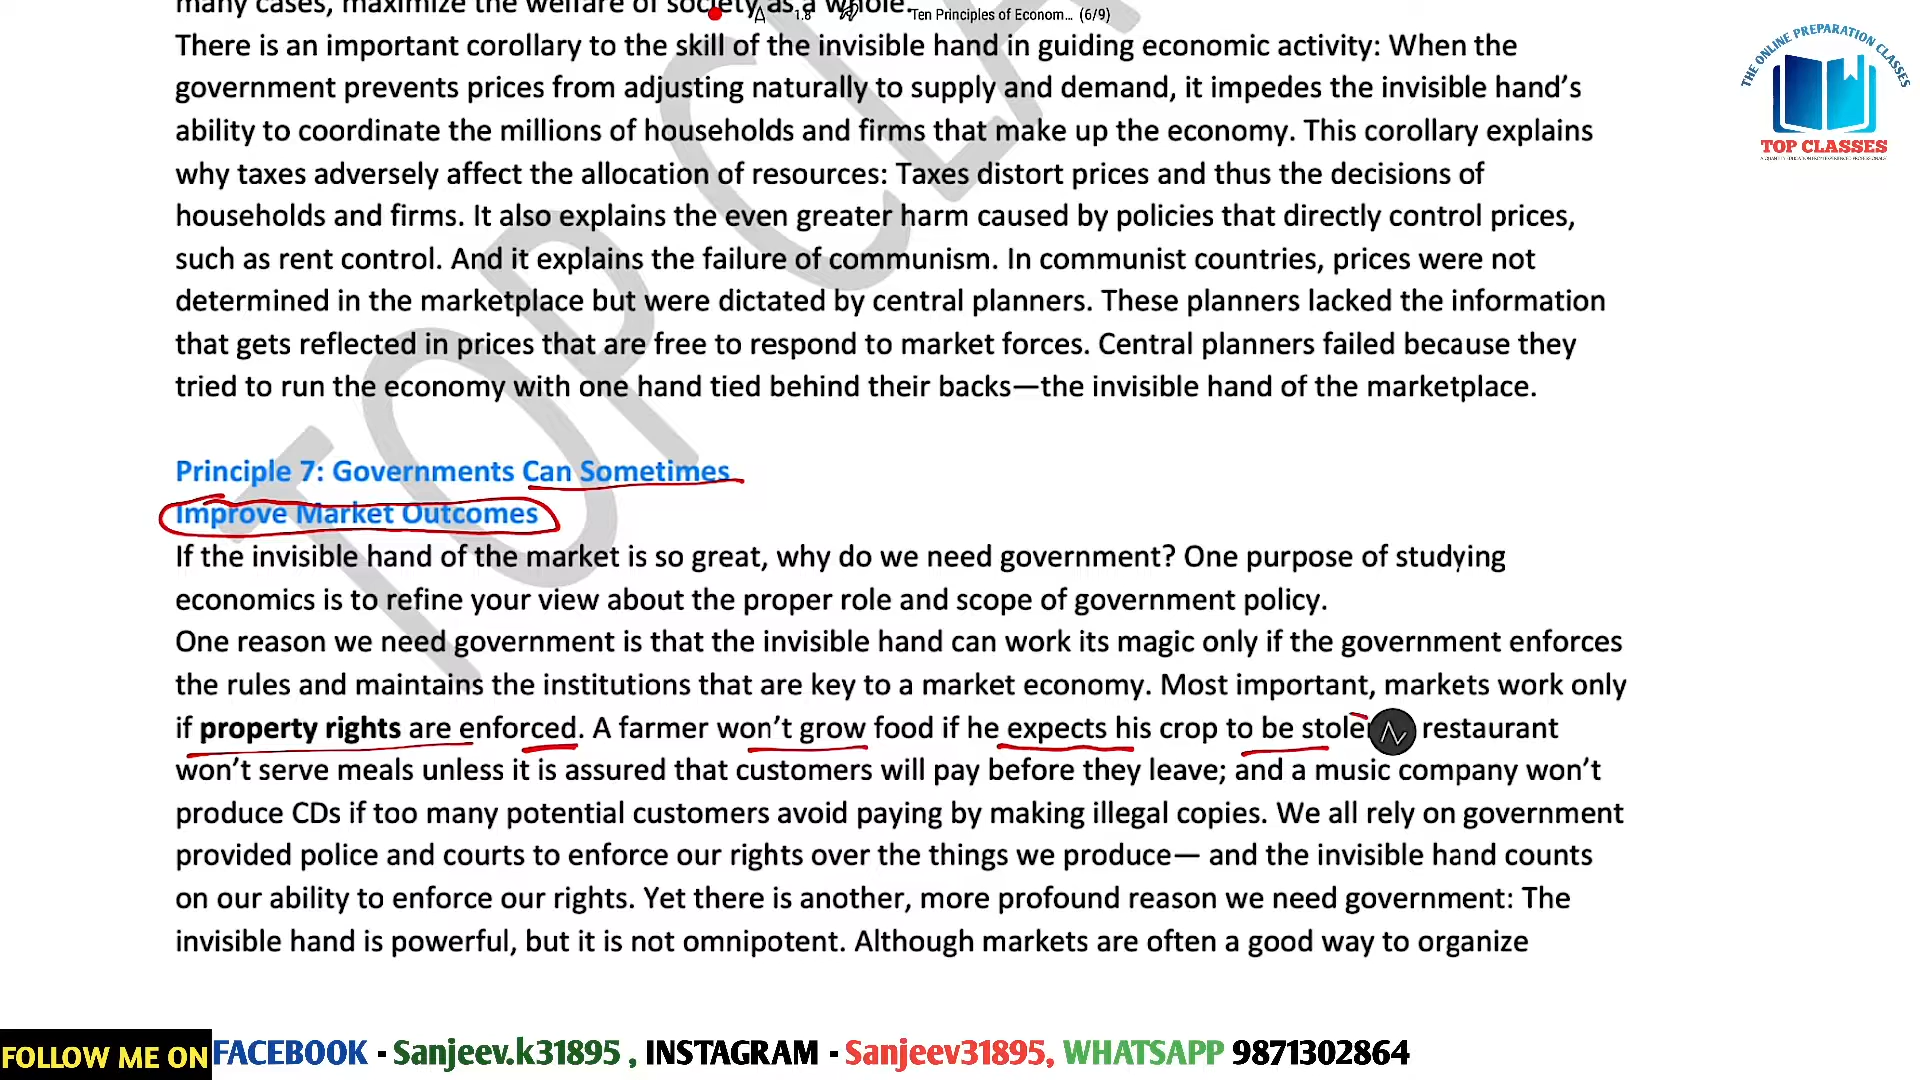 many cases, maximize the welfare of society as a whole.
1.8 Ten Principles of Econom... (6/9)
There is an important corollary to the skill of the invisible hand in guiding economic activity: When the
government prevents prices from adjusting naturally to supply and demand, it impedes the invisible hand's
ability to coordinate the millions of households and firms that make up the economy. This corollary explains
why taxes adversely affect the allocation of resources: Taxes distort prices and thus the decisions of
households and firms. It also explains the even greater harm caused by policies that directly control prices,
such as rent control. And it explains the failure of communism. In communist countries, prices were not
determined in the marketplace but were dictated by central planners. These planners lacked the information
that gets reflected in prices that are free to respond to market forces. Central planners failed because they
tried to run the economy with one hand tied behind their backs—the invisible hand of the marketplace.
Principle 7: Governments Can Sometimes
Improve Market Outcomes
If the invisible hand of the market is so great, why do we need government? One purpose of studying
economics is to refine your view about the proper role and scope of government policy.
One reason we need government is that the invisible hand can work its magic only if the government enforces
the rules and maintains the institutions that are key to a market economy. Most important, markets work only
if property rights are enforced. A farmer won't grow food if he expects his crop to be restaurant
won't serve meals unless it is assured that customers will pay before they leave; and a music company won't
produce CDs if too many potential customers avoid paying by making illegal copies. We all rely on government
provided police and courts to enforce our rights over the things we produce— and the invisible hand counts
on our ability to enforce our rights. Yet there is another, more profound reason we need government: The
invisible hand is powerful, but it is not omnipotent. Although markets are often a good way to organize
THE ONLINE PREPARATION CLASSES
TOP CLASSES
TOP CLA
FOLLOW ME ON FACEBOOK - Sanjeev.k31895 , INSTAGRAM - Sanjeev31895, WHATSAPP 9871302864